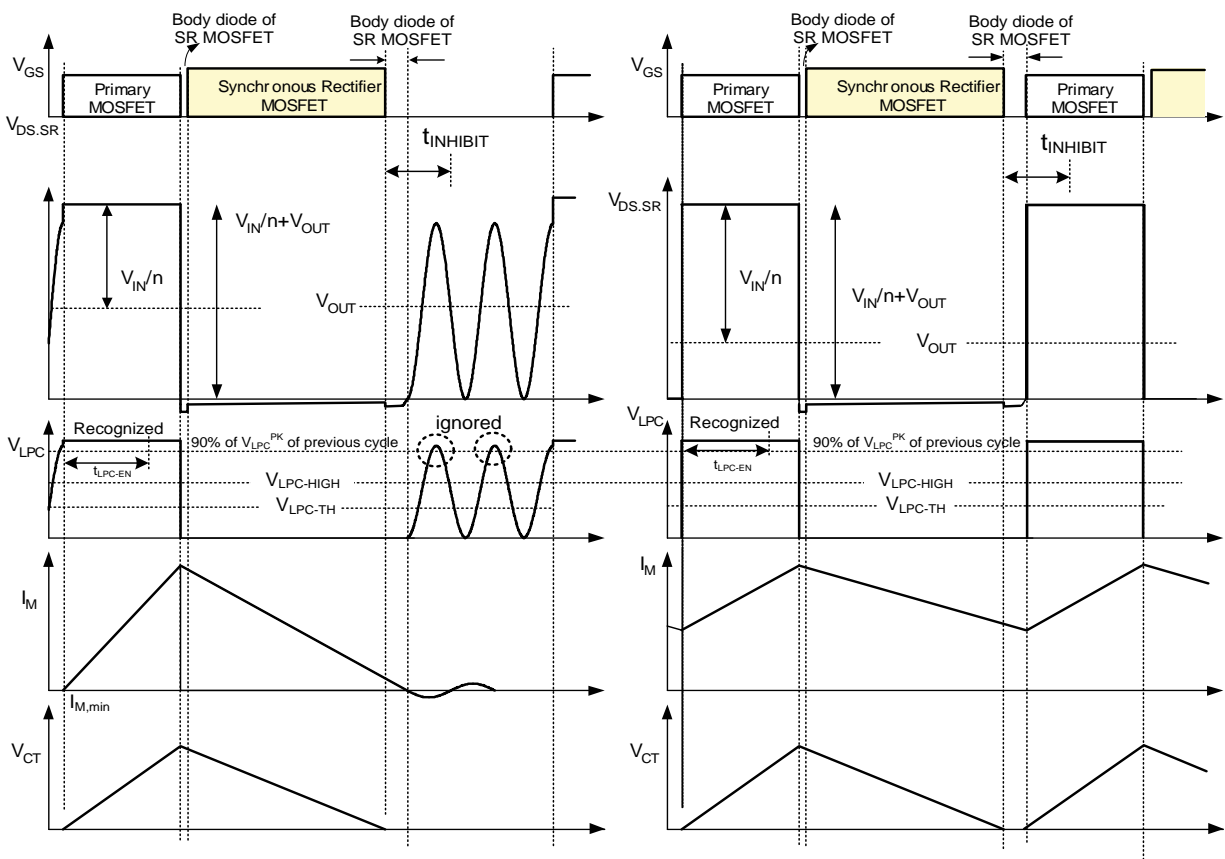 Body diode of
SR MOSFET
Body diode of
SR MOSFET
VGS
Primary
MOSFET
Synchronous Rectifier
MOSFET
VDS.SR
tINHIBIT
VIN/n
VIN/n+VOUT
VOUT
VLPC
Recognized
tLPC-EN
90% of VLPCPK of previous cycle
ignored
VLPC-HIGH
VLPC-TH
IM
IM,min
VCT
Body diode of
SR MOSFET
Body diode of
SR MOSFET
VGS
Primary
MOSFET
Synchronous Rectifier
MOSFET
Primary
MOSFET
tINHIBIT
VDS.SR
VIN/n
VIN/n+VOUT
VOUT
VLPC
Recognized
tLPC-EN
90% of VLPCPK of previous cycle
VLPC-HIGH
VLPC-TH
IM
VCT